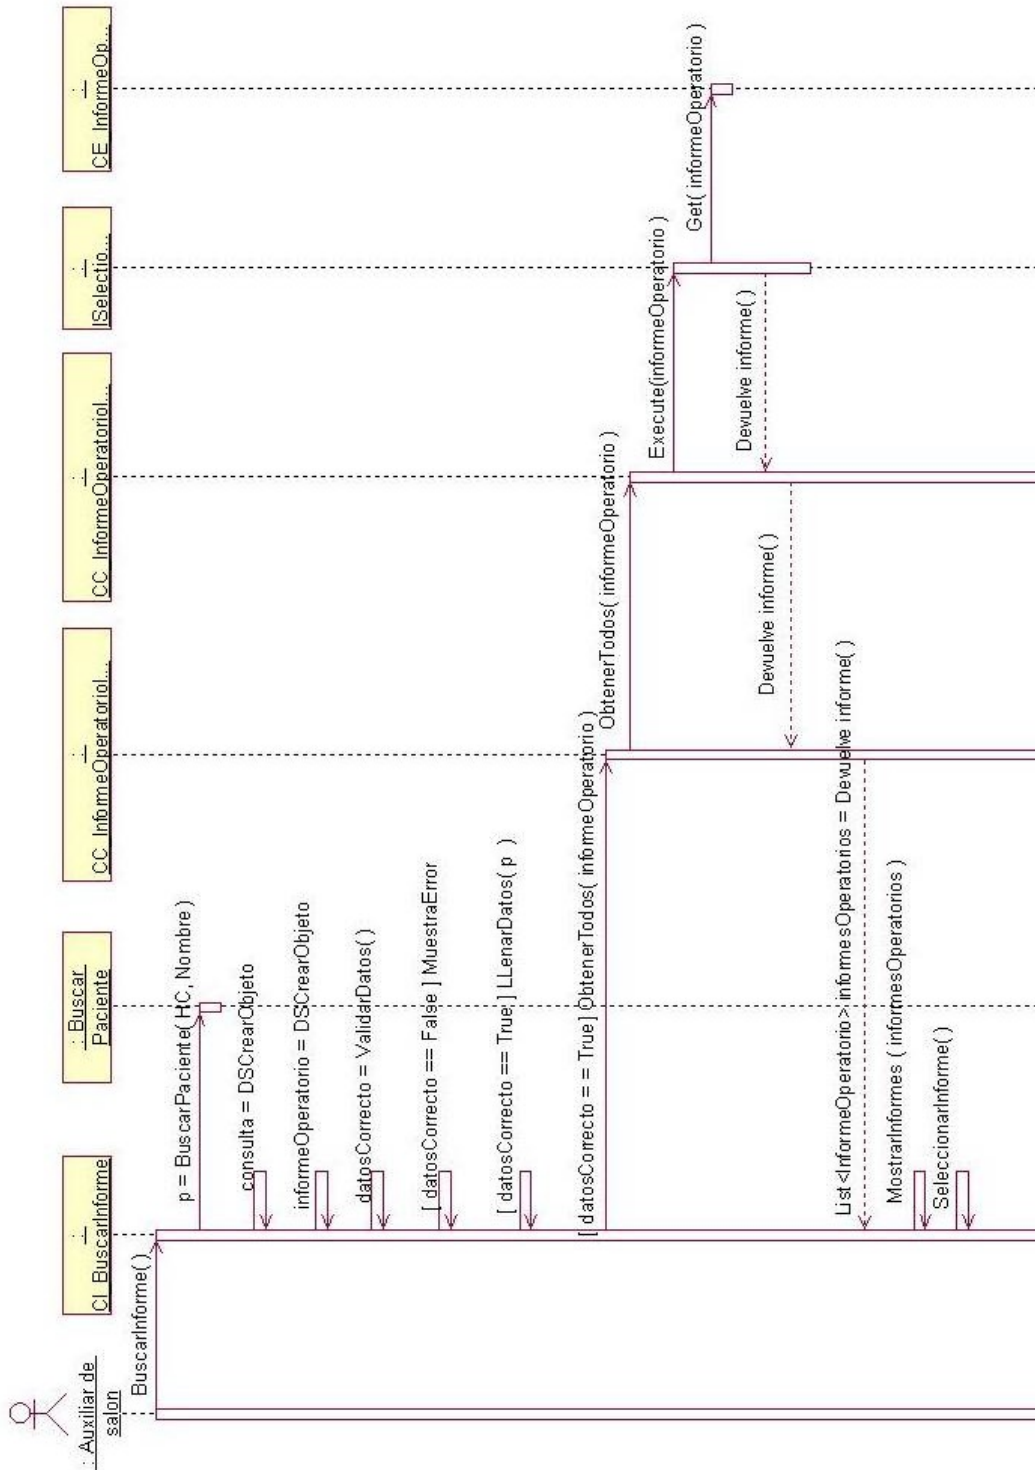 : Auxiliar de
salon
:
CI_BuscarInforme
: Buscar
Paciente
:
CC_InformeOperatorioI...
:
CC_InformeOperatorioI...
:
ISelectio...
:
CE_InformeOp...
BuscarInforme( )
p = BuscarPaciente( HC, Nombre )
consulta = DSCrearObjeto
informeOperatorio = DSCrearObjeto
datosCorrecto = ValidarDatos( )
[ datosCorrecto == False ] MuestraError
[ datosCorrecto == True] LLenarDatos( p )
[ datosCorrecto = = True] ObtenerTodos( informeOperatorio )
ObtenerTodos( informeOperatorio )
Execute(informeOperatorio )
Get( informeOperatorio )
Devuelve informe( )
Devuelve informe( )
List <InformeOperatorio> informesOperatorios = Devuelve informe( )
MostrarInformes ( informesOperatorios )
SeleccionarInforme( )